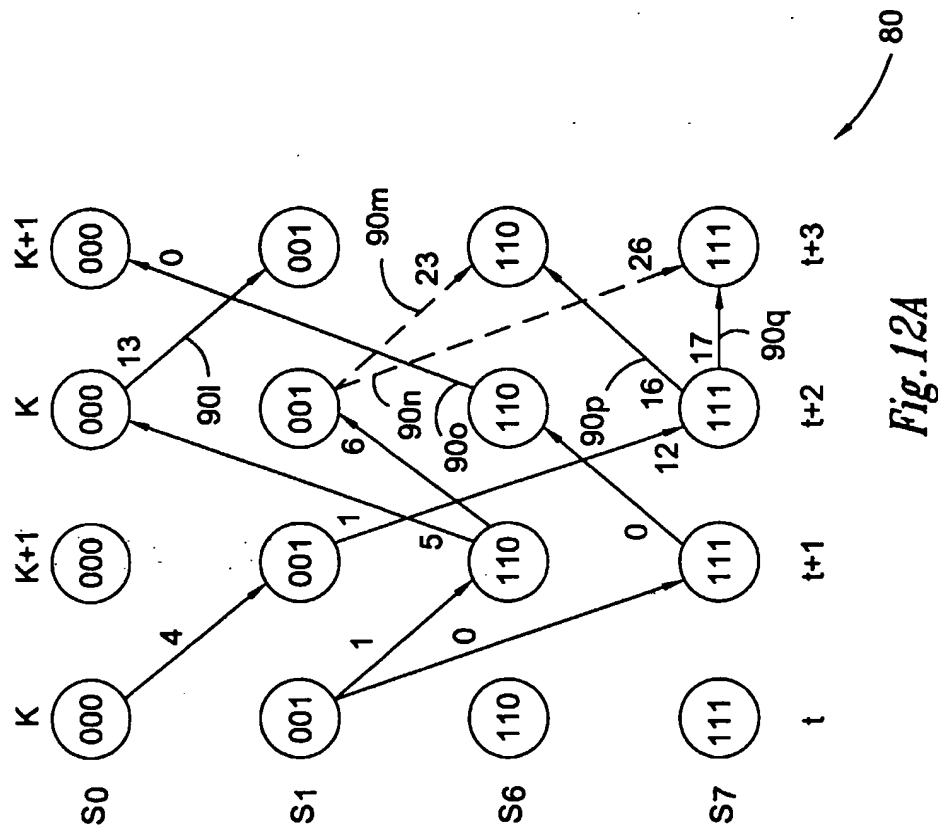 K K+1 K K+1
S0 000 000 000 000
4 13 0
90l
S1 001 001 001 001
1 1 6 90m
5 90n 23
90o
S6 110 110 110 110
0 0 90p 26
12 16 17
S7 111 111 111 111
90q
t t+1 t+2 t+3
80
Fig.12A